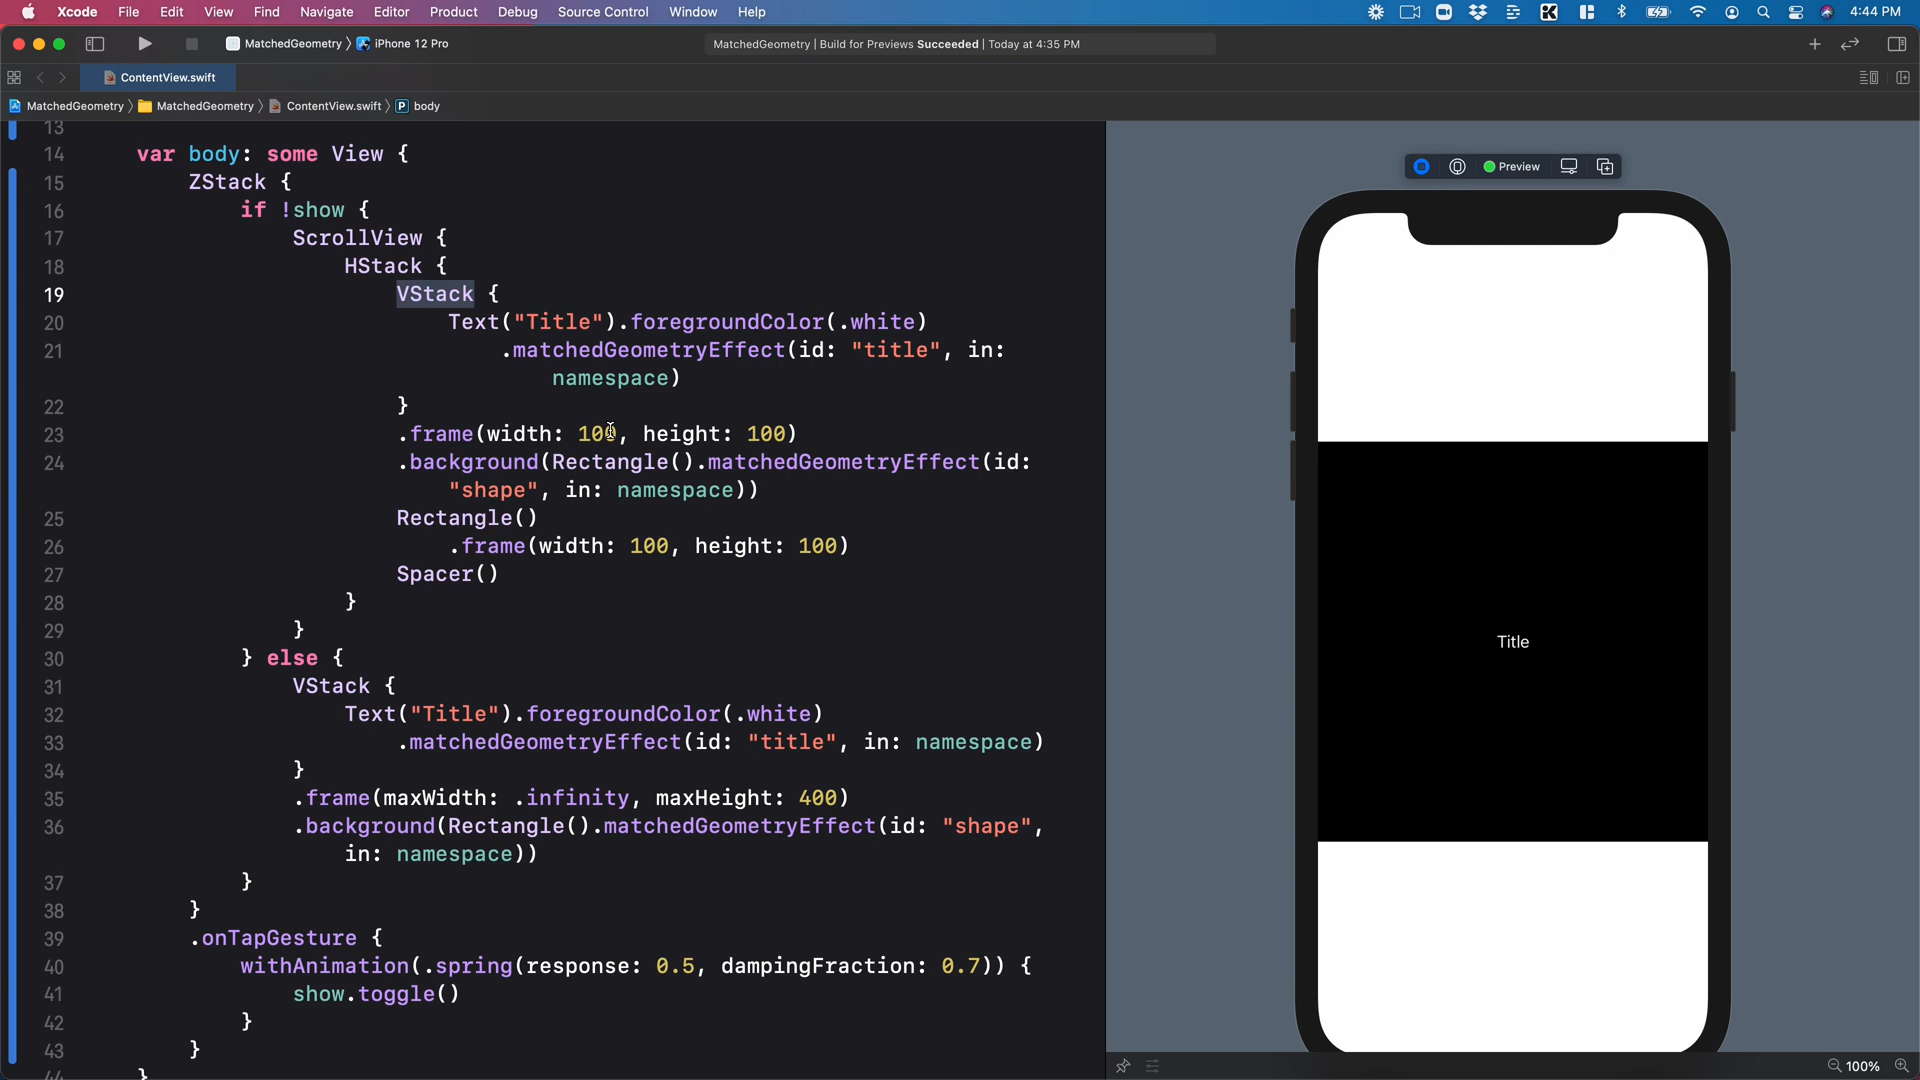 Xcode File Edit View Find Navigate Editor Product Debug Source Control Window Help 4:44 PM
MatchedGeometry iPhone 12 Pro MatchedGeometry | Build for Previews Succeeded | Today at 4:35 PM
ContentView.swift
MatchedGeometry MatchedGeometry ContentView.swift P body
13
14 var body: some View {
15 ZStack {
16 if !show {
17 ScrollView {
18 HStack {
19 VStack {
20 Text("Title").foregroundColor(.white)
21 .matchedGeometryEffect(id: "title", in:
namespace)
22 }
23 .frame(width: 100, height: 100)
24 .background(Rectangle().matchedGeometryEffect(id:
"shape", in: namespace))
25 Rectangle()
26 .frame(width: 100, height: 100)
27 Spacer()
28 }
29 }
30 } else {
31 VStack {
32 Text("Title").foregroundColor(.white)
33 .matchedGeometryEffect(id: "title", in: namespace)
34 }
35 .frame(maxWidth: .infinity, maxHeight: 400)
36 .background(Rectangle().matchedGeometryEffect(id: "shape",
in: namespace))
37 }
38 }
39 .onTapGesture {
40 withAnimation(.spring(response: 0.5, dampingFraction: 0.7)) {
41 show.toggle()
42 }
43 }
44 }
Preview
Title
100%